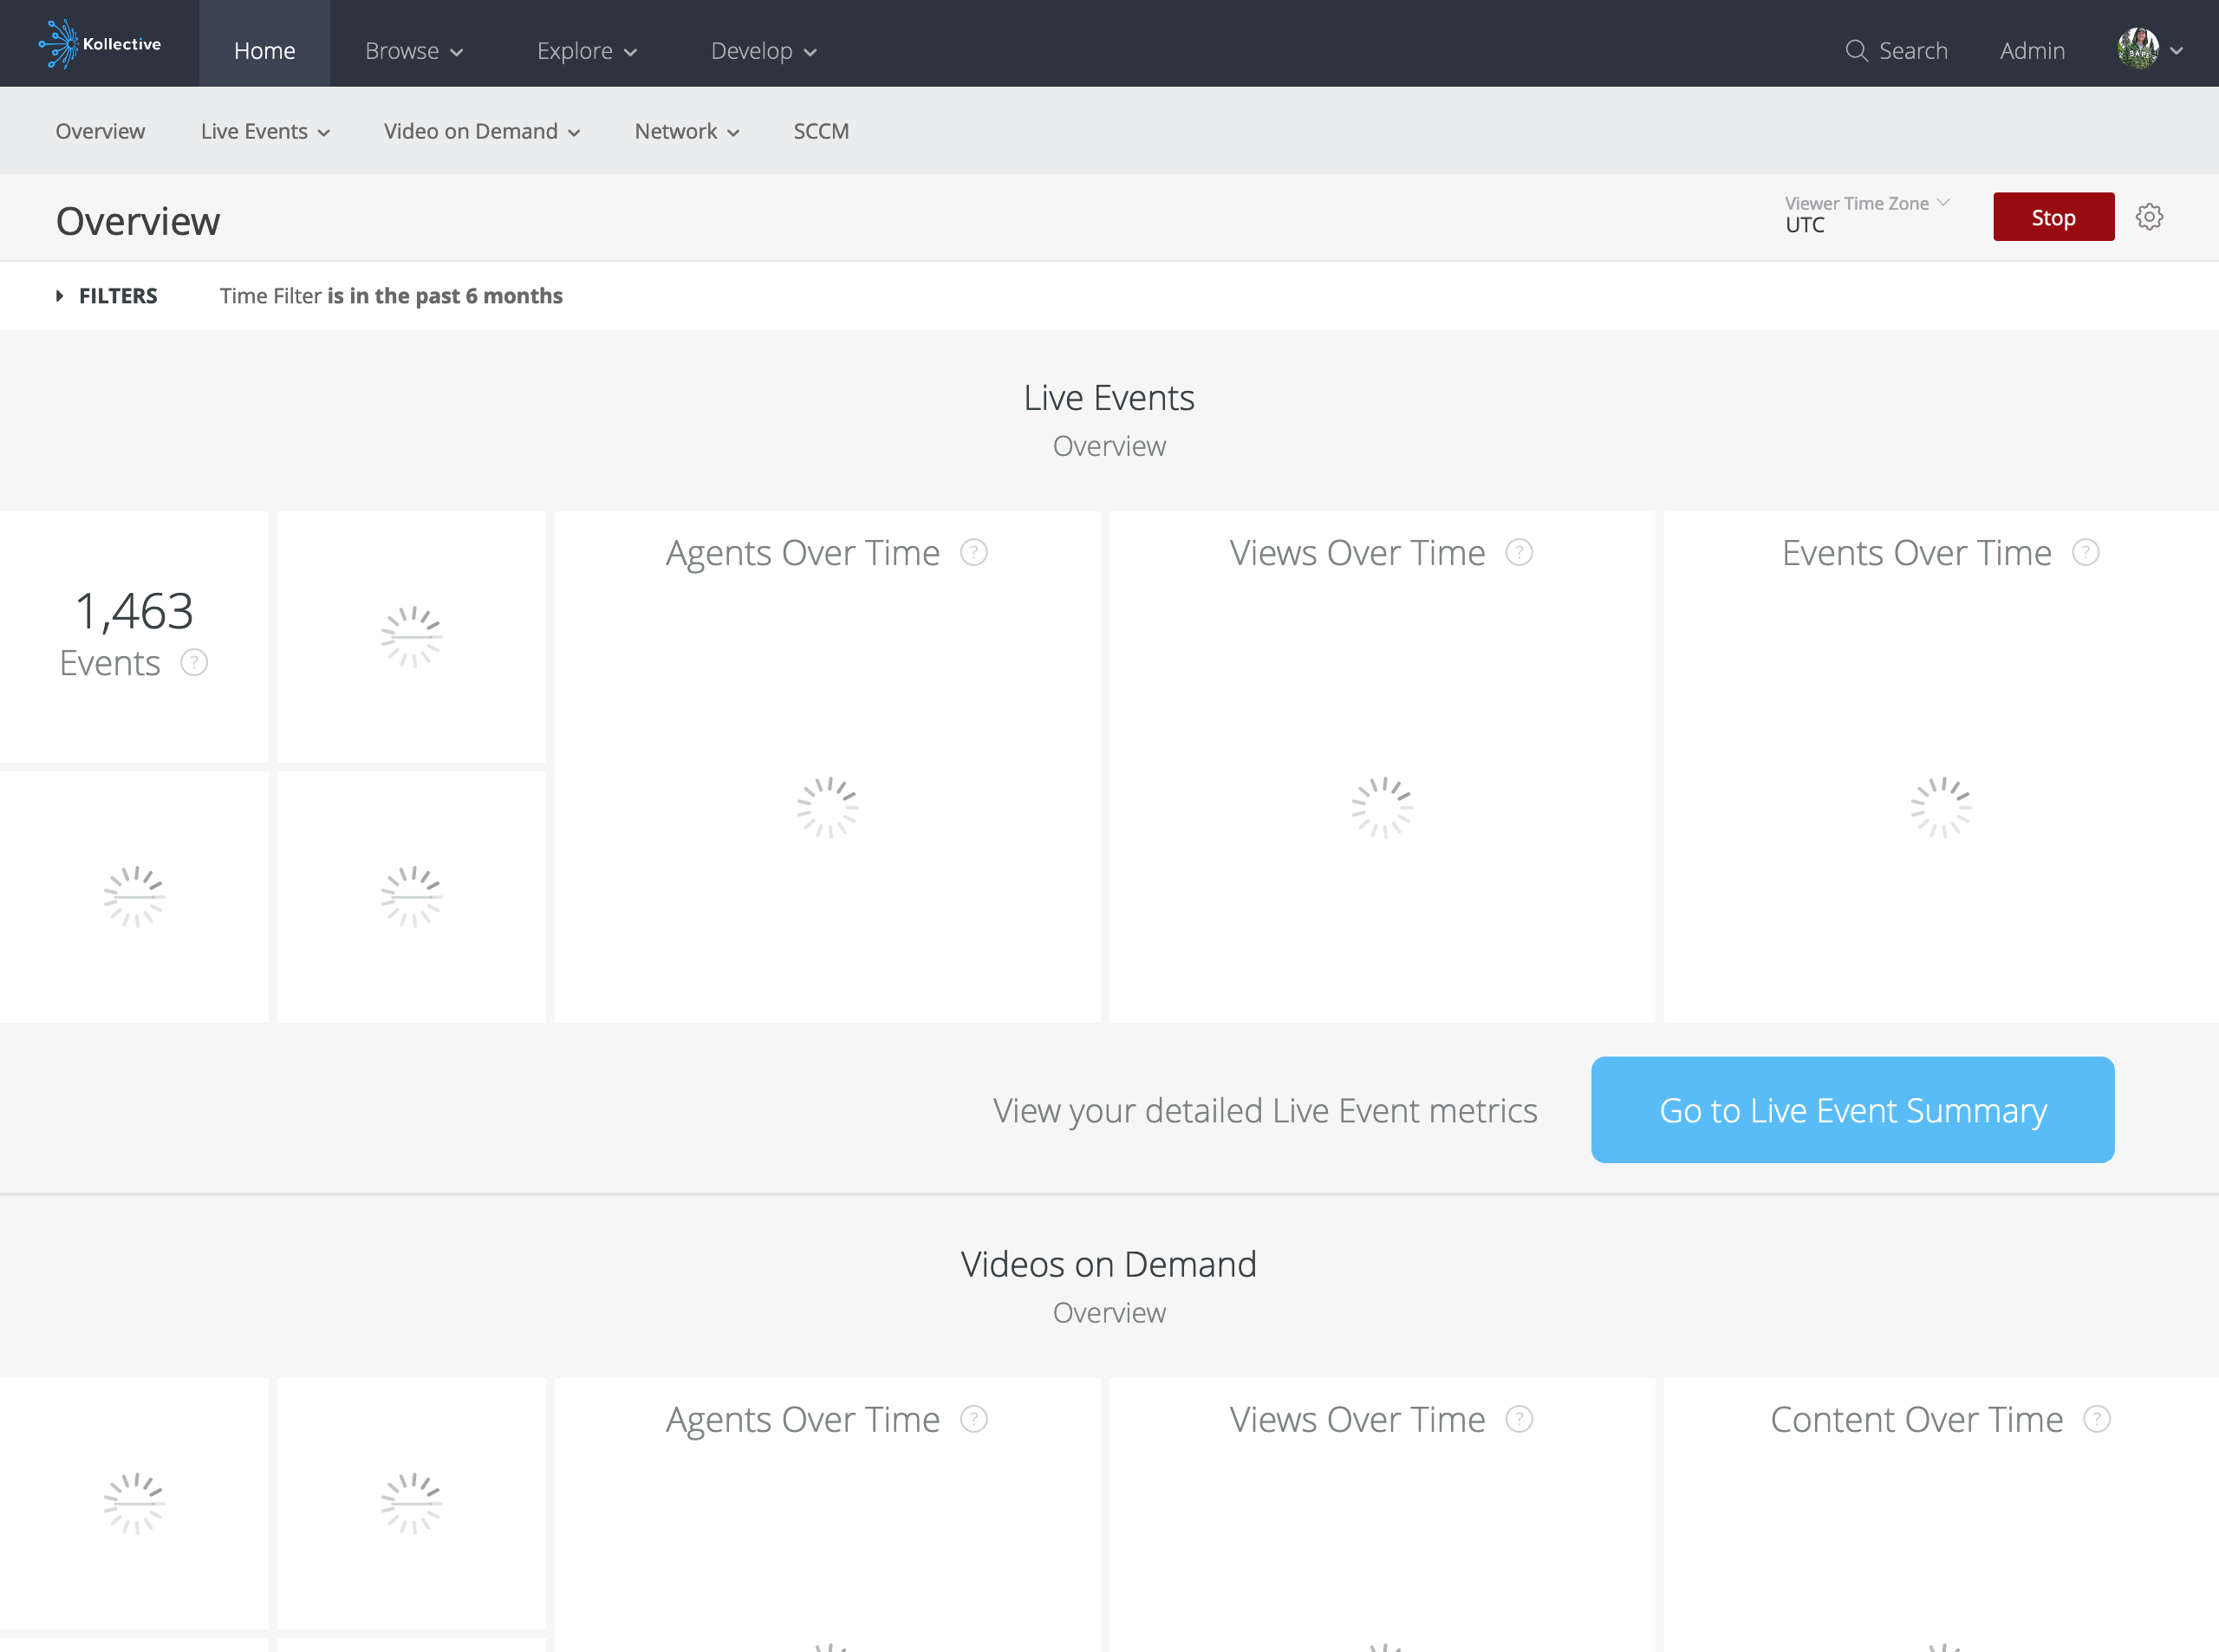 Kollective
Home
Browse
Explore
Develop
Search
Admin
Overview
Live Events
Video on Demand
Network
SCCM
Overview
Viewer Time Zone
UTC
Stop
FILTERS
Time Filter is in the past 6 months
Live Events
Overview
1,463
Events ?
Agents Over Time ?
Views Over Time ?
Events Over Time ?
View your detailed Live Event metrics
Go to Live Event Summary
Videos on Demand
Overview
Agents Over Time ?
Views Over Time ?
Content Over Time ?